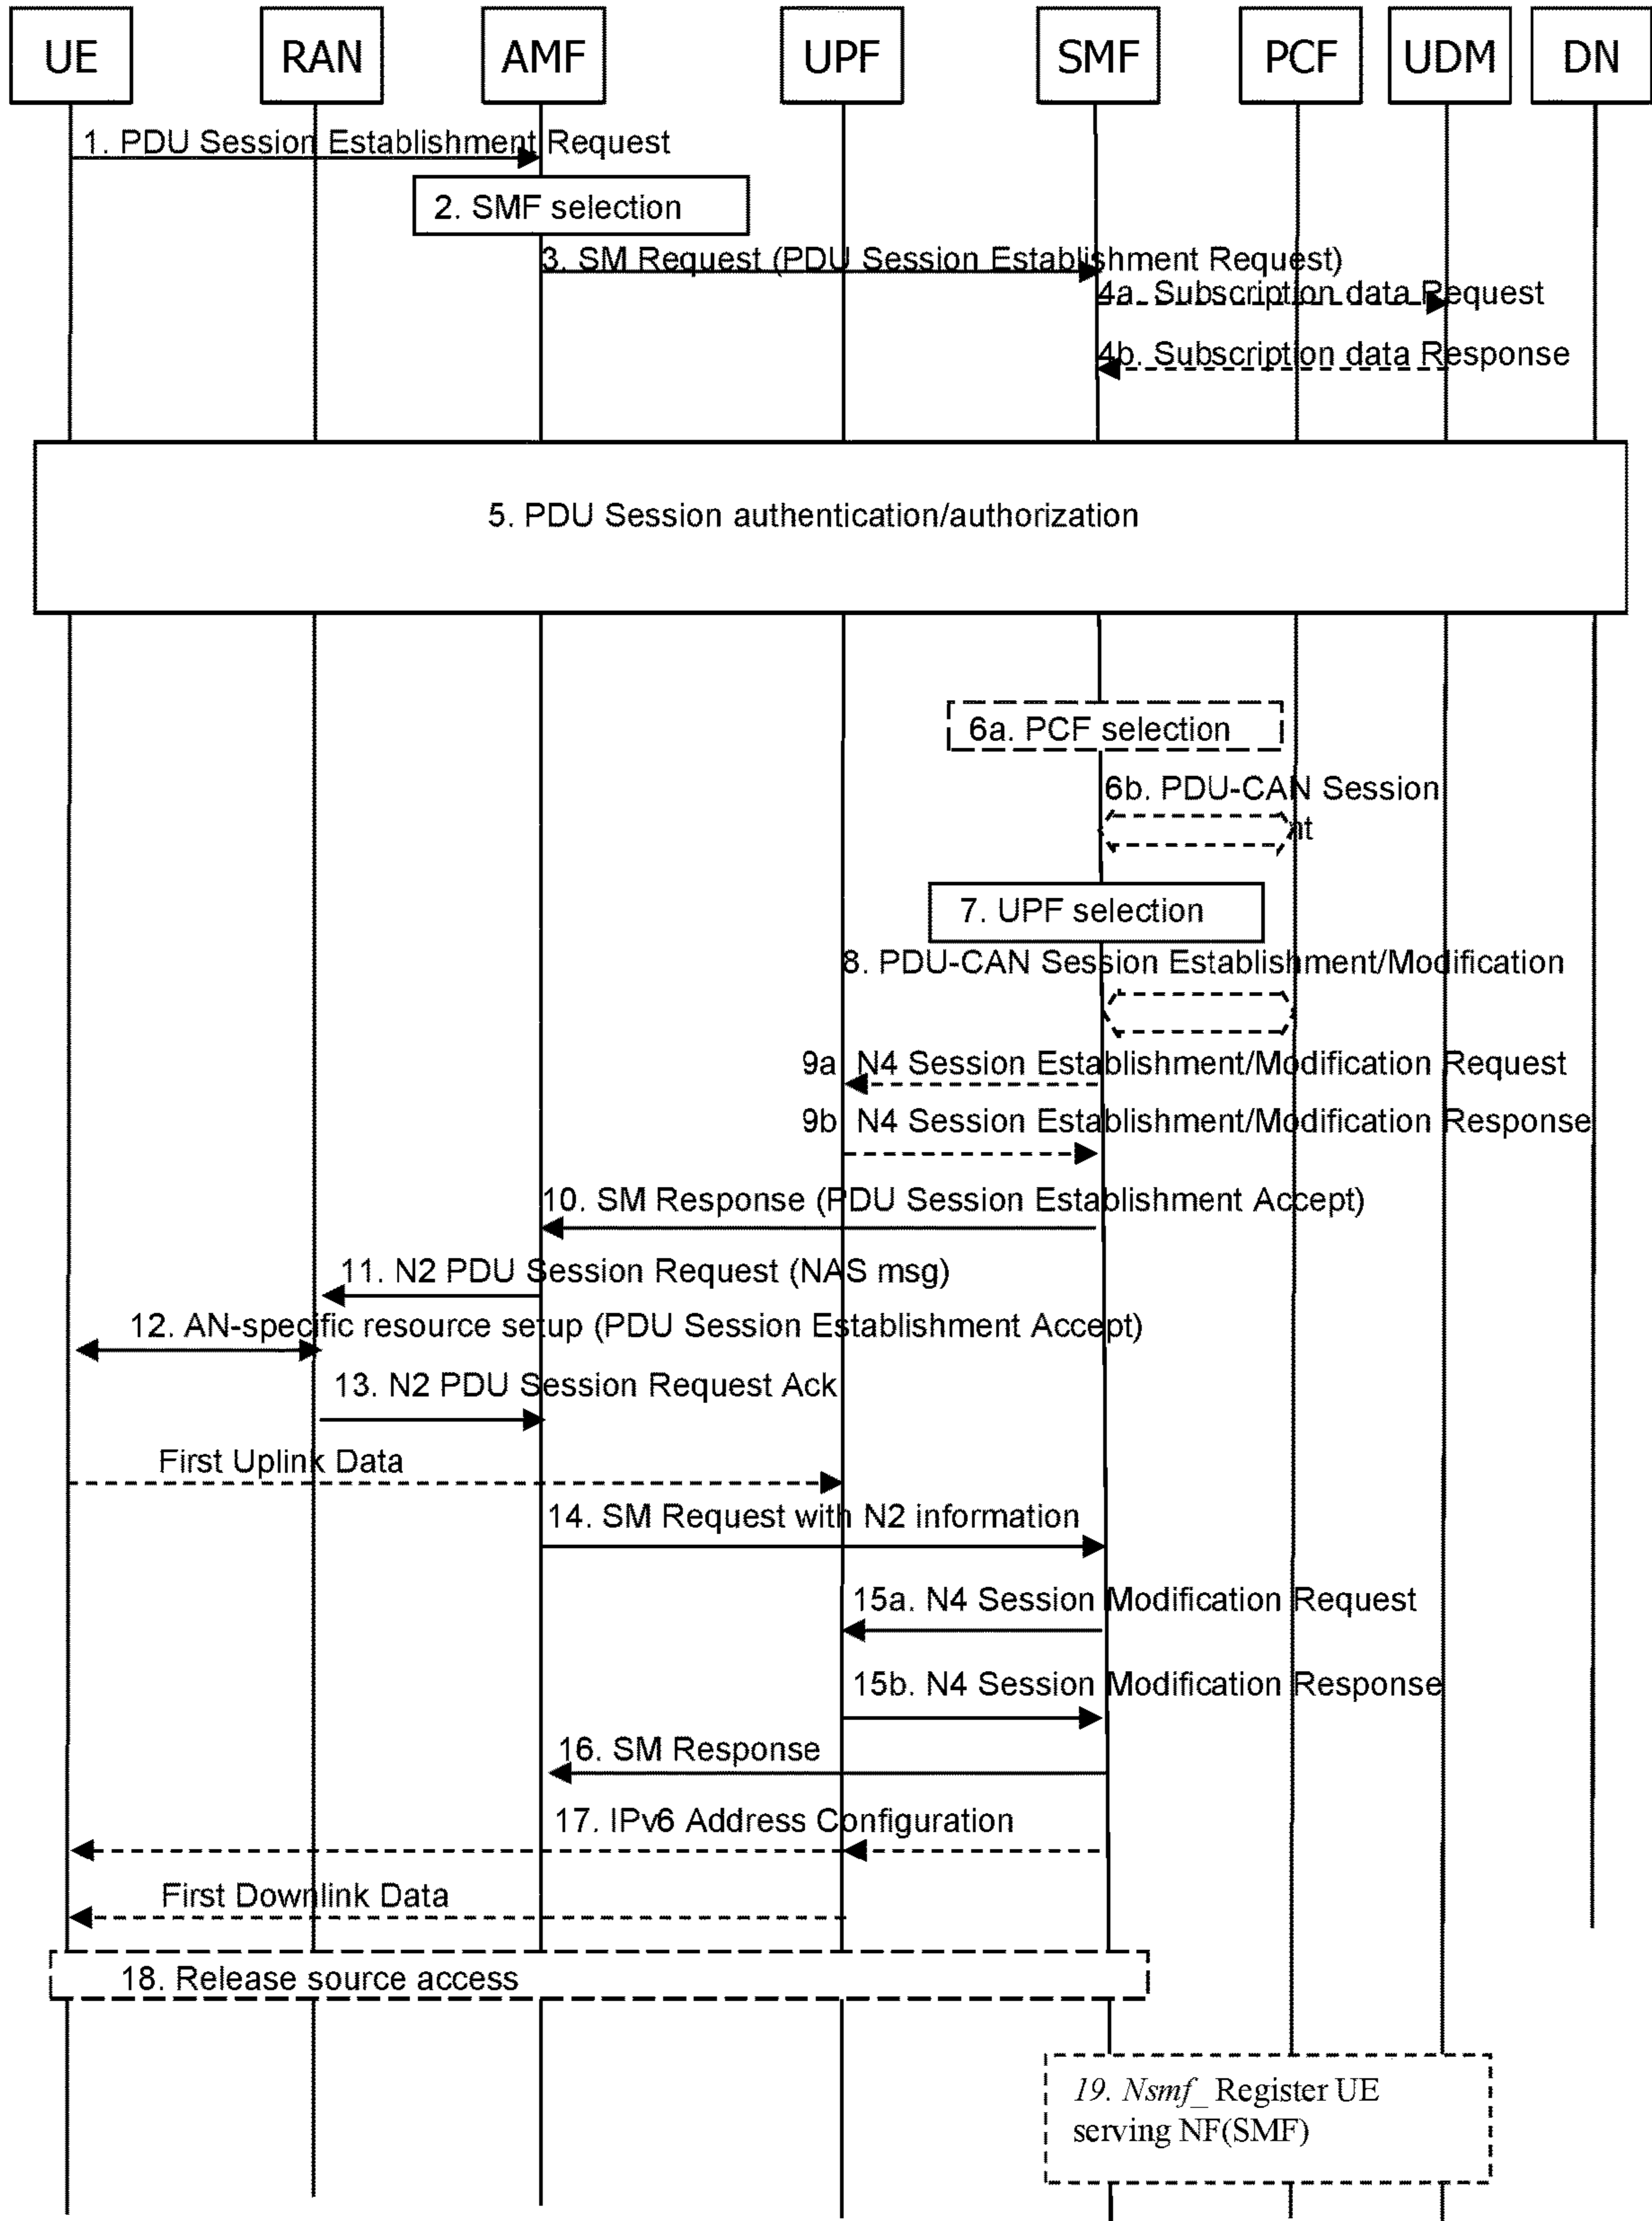 UE RAN AMF UPF SMF PCF UDM DN
1. PDU Session Establishment Request
2. SMF selection
3. SM Request (PDU Session Establishment Request)
4a. Subscription data Request
4b. Subscription data Response
5. PDU Session authentication/authorization
6a. PCF selection
6b. PDU-CAN Session
nt
7. UPF selection
8. PDU-CAN Session Establishment/Modification
9a N4 Session Establishment/Modification Request
9b N4 Session Establishment/Modification Response
10. SM Response (PDU Session Establishment Accept)
11. N2 PDU Session Request (NAS msg)
12. AN-specific resource setup (PDU Session Establishment Accept)
13. N2 PDU Session Request Ack
First Uplink Data
14. SM Request with N2 information
15a. N4 Session Modification Request
15b. N4 Session Modification Response
16. SM Response
17. IPv6 Address Configuration
First Downlink Data
18. Release source access
19. Nsmf_ Register UE
serving NF(SMF)